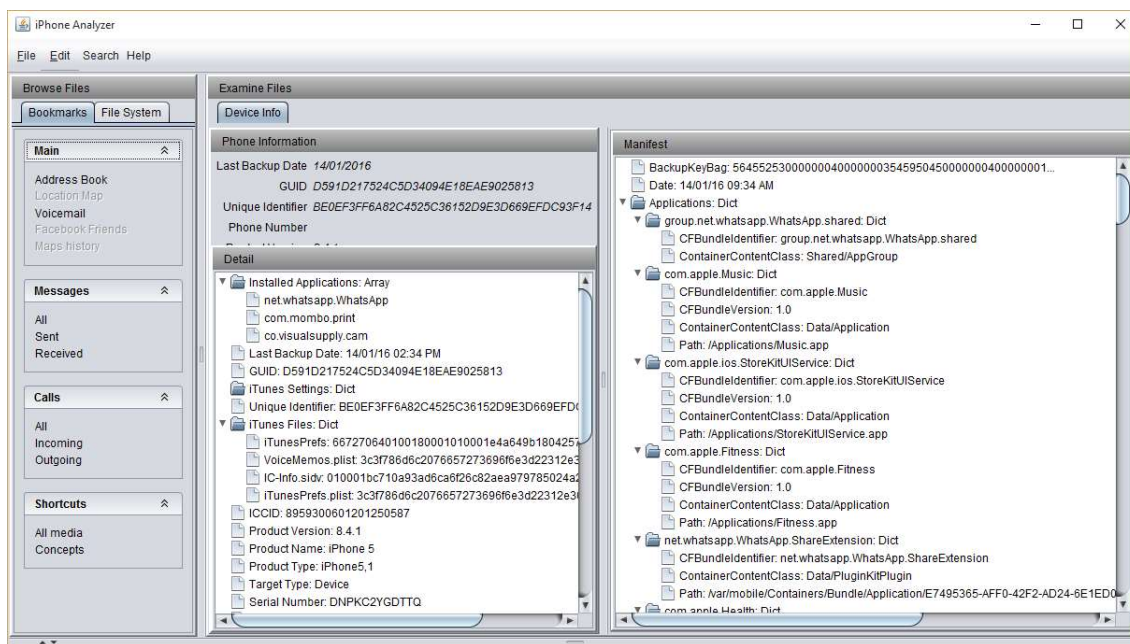 iPhone Analyzer
File Edit Search Help
Browse Files
Bookmarks File System
Main
Address Book
Location Map
Voicemail
Facebook Friends
Maps history
Messages
All
Sent
Received
Calls
All
Incoming
Outgoing
Shortcuts
All media
Concepts
Examine Files
Device Info
Phone Information
Last Backup Date 14/01/2016
GUID D591D217524C5D34094E18EAE9025813
Unique Identifier BE0EF3FF6A82C4525C36152D9E3D669EFDC93F14
Phone Number
Detail
Installed Applications: Array
net.whatsapp.WhatsApp
com.mombo.print
co.visualsupply.cam
Last Backup Date: 14/01/16 02:34 PM
GUID: D591D217524C5D34094E18EAE9025813
iTunes Settings: Dict
Unique Identifier: BE0EF3FF6A82C4525C36152D9E3D669EFD
iTunes Files: Dict
iTunesPrefs: 667270640100180001010001e4a649b1804257
VoiceMemos.plist: 3c3f786d6c2076657273696f6e3d22312e3
IC-Info.sidv: 010001bc710a93ad6ca6f26c82aea979785024a2
iTunesPrefs.plist: 3c3f786d6c2076657273696f6e3d22312e3
ICCID: 8959300601201250587
Product Version: 8.4.1
Product Name: iPhone 5
Product Type: iPhone5,1
Target Type: Device
Serial Number: DNPKC2YGDTTQ
Manifest
BackupKeyBag: 564552530000000400000003545950450000000400000001...
Date: 14/01/16 09:34 AM
Applications: Dict
group.net.whatsapp.WhatsApp.shared: Dict
CFBundleIdentifier: group.net.whatsapp.WhatsApp.shared
ContainerContentClass: Shared/AppGroup
com.apple.Music: Dict
CFBundleIdentifier: com.apple.Music
CFBundleVersion: 1.0
ContainerContentClass: Data/Application
Path: /Applications/Music.app
com.apple.ios.StoreKitUIService: Dict
CFBundleIdentifier: com.apple.ios.StoreKitUIService
CFBundleVersion: 1.0
ContainerContentClass: Data/Application
Path: /Applications/StoreKitUIService.app
com.apple.Fitness: Dict
CFBundleIdentifier: com.apple.Fitness
CFBundleVersion: 1.0
ContainerContentClass: Data/Application
Path: /Applications/Fitness.app
net.whatsapp.WhatsApp.ShareExtension: Dict
CFBundleIdentifier: net.whatsapp.WhatsApp.ShareExtension
ContainerContentClass: Data/PluginKitPlugin
Path: /var/mobile/Containers/Bundle/Application/E7495365-AFF0-42F2-AD24-6E1ED0
com.apple.Health: Dict